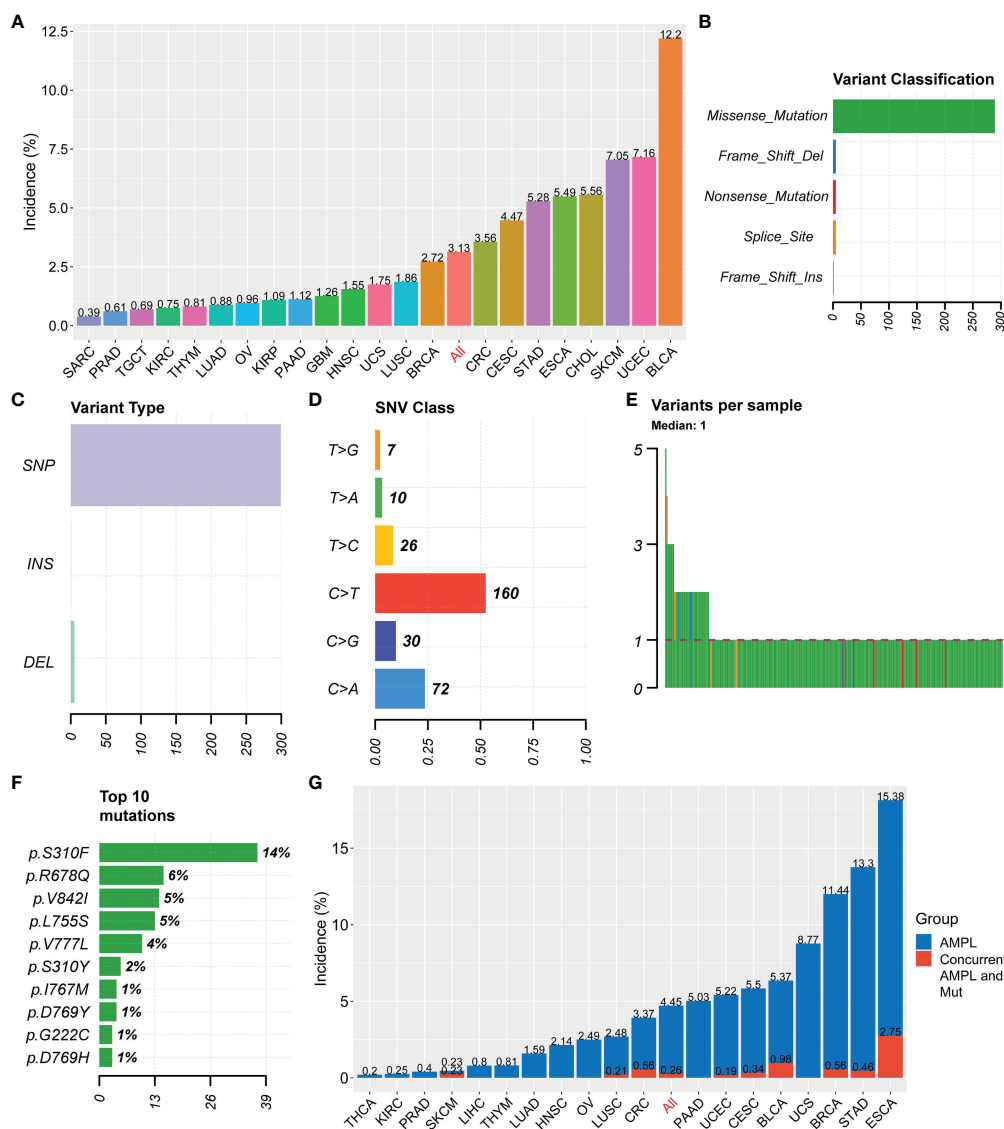 A
Incidence (%)
12.5
10.0
7.5
5.0
2.5
0.0
0.39
0.61
0.69
0.75
0.81
0.88
0.96
1.09
1.12
1.26
1.55
1.75
1.86
2.72
3.13
3.56
4.47
5.28
5.49
5.56
7.05
7.16
12.2
SARC
PRAD
TGCT
KIRC
THYM
LUAD
OV
KIRP
PAAD
GBM
HNSC
UCS
LUSC
BRCA
All
CRC
CESC
STAD
ESCA
CHOL
SKCM
UCEC
BLCA
B
Variant Classification
0 50 100 150 200 250 300
Missense_Mutation
Frame_Shift_Del
Nonsense_Mutation
Splice_Site
Frame_Shift_Ins
0 50 100 150 200 250 300
C
Variant Type
SNP
INS
DEL
0 50 100 150 200 250 300
D
SNV Class
T>G 7
T>A 10
T>C 26
C>T 160
C>G 30
C>A 72
0.00 0.25 0.50 0.75 1.00
E
Variants per sample
Median: 1
5
3
1
0
F
Top 10
mutations
p.S310F 14%
p.R678Q 6%
p.V842I 5%
p.L755S 5%
p.V777L 4%
p.S310Y 2%
p.I767M 1%
p.D769Y 1%
p.G222C 1%
p.D769H 1%
0 13 26 39
G
Incidence (%)
15
10
5
0
0.2
0.25
0.4
0.23
0.23
0.8
0.81
1.59
2.14
2.49
2.48
0.21
3.37
0.56
4.45
0.26
5.03
5.22
0.19
5.5
0.34
5.37
0.98
8.77
11.44
0.56
13.3
0.46
15.38
2.75
THCA
KIRC
PRAD
SKCM
LIHC
THYM
LUAD
HNSC
OV
LUSC
CRC
All
PAAD
UCEC
CESC
BLCA
UCS
BRCA
STAD
ESCA
Group
AMPL
Concurrent
AMPL and
Mut